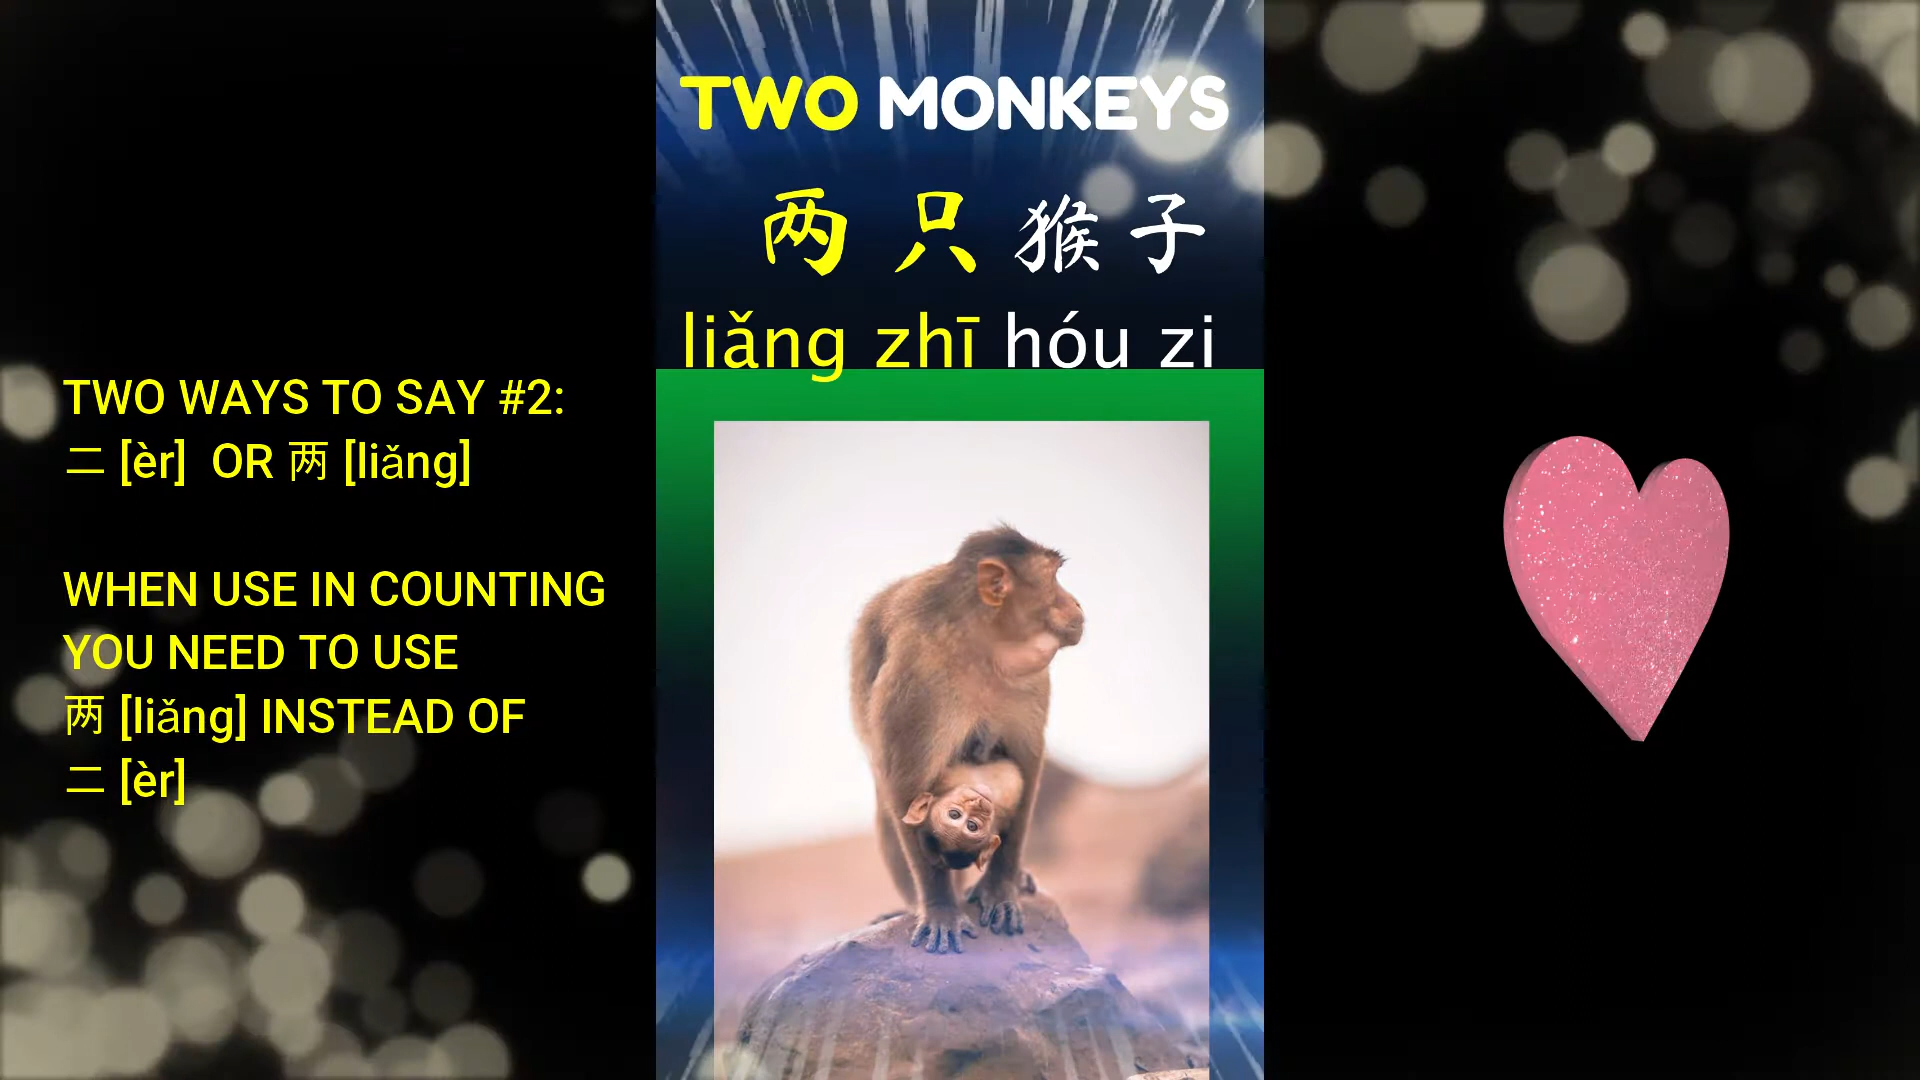 TWO MONKEYS
两只猴子
liǎng zhī hóu zi
TWO WAYS TO SAY #2:
二 [èr] OR 两 [liǎng]
WHEN USE IN COUNTING
YOU NEED TO USE
两 [liǎng] INSTEAD OF
二 [èr]